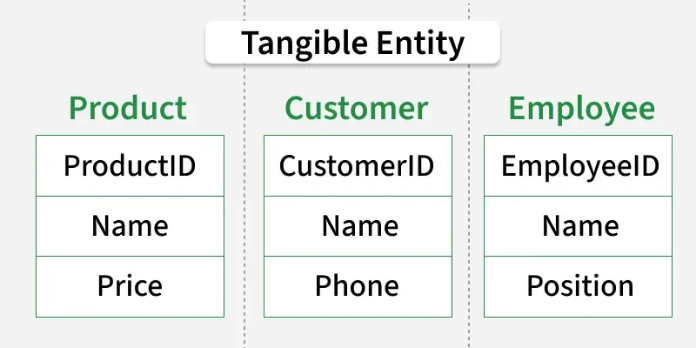 Tangible Entity
Product
ProductID
Name
Price
Customer
CustomerID
Name
Phone
Employee
EmployeeID
Name
Position